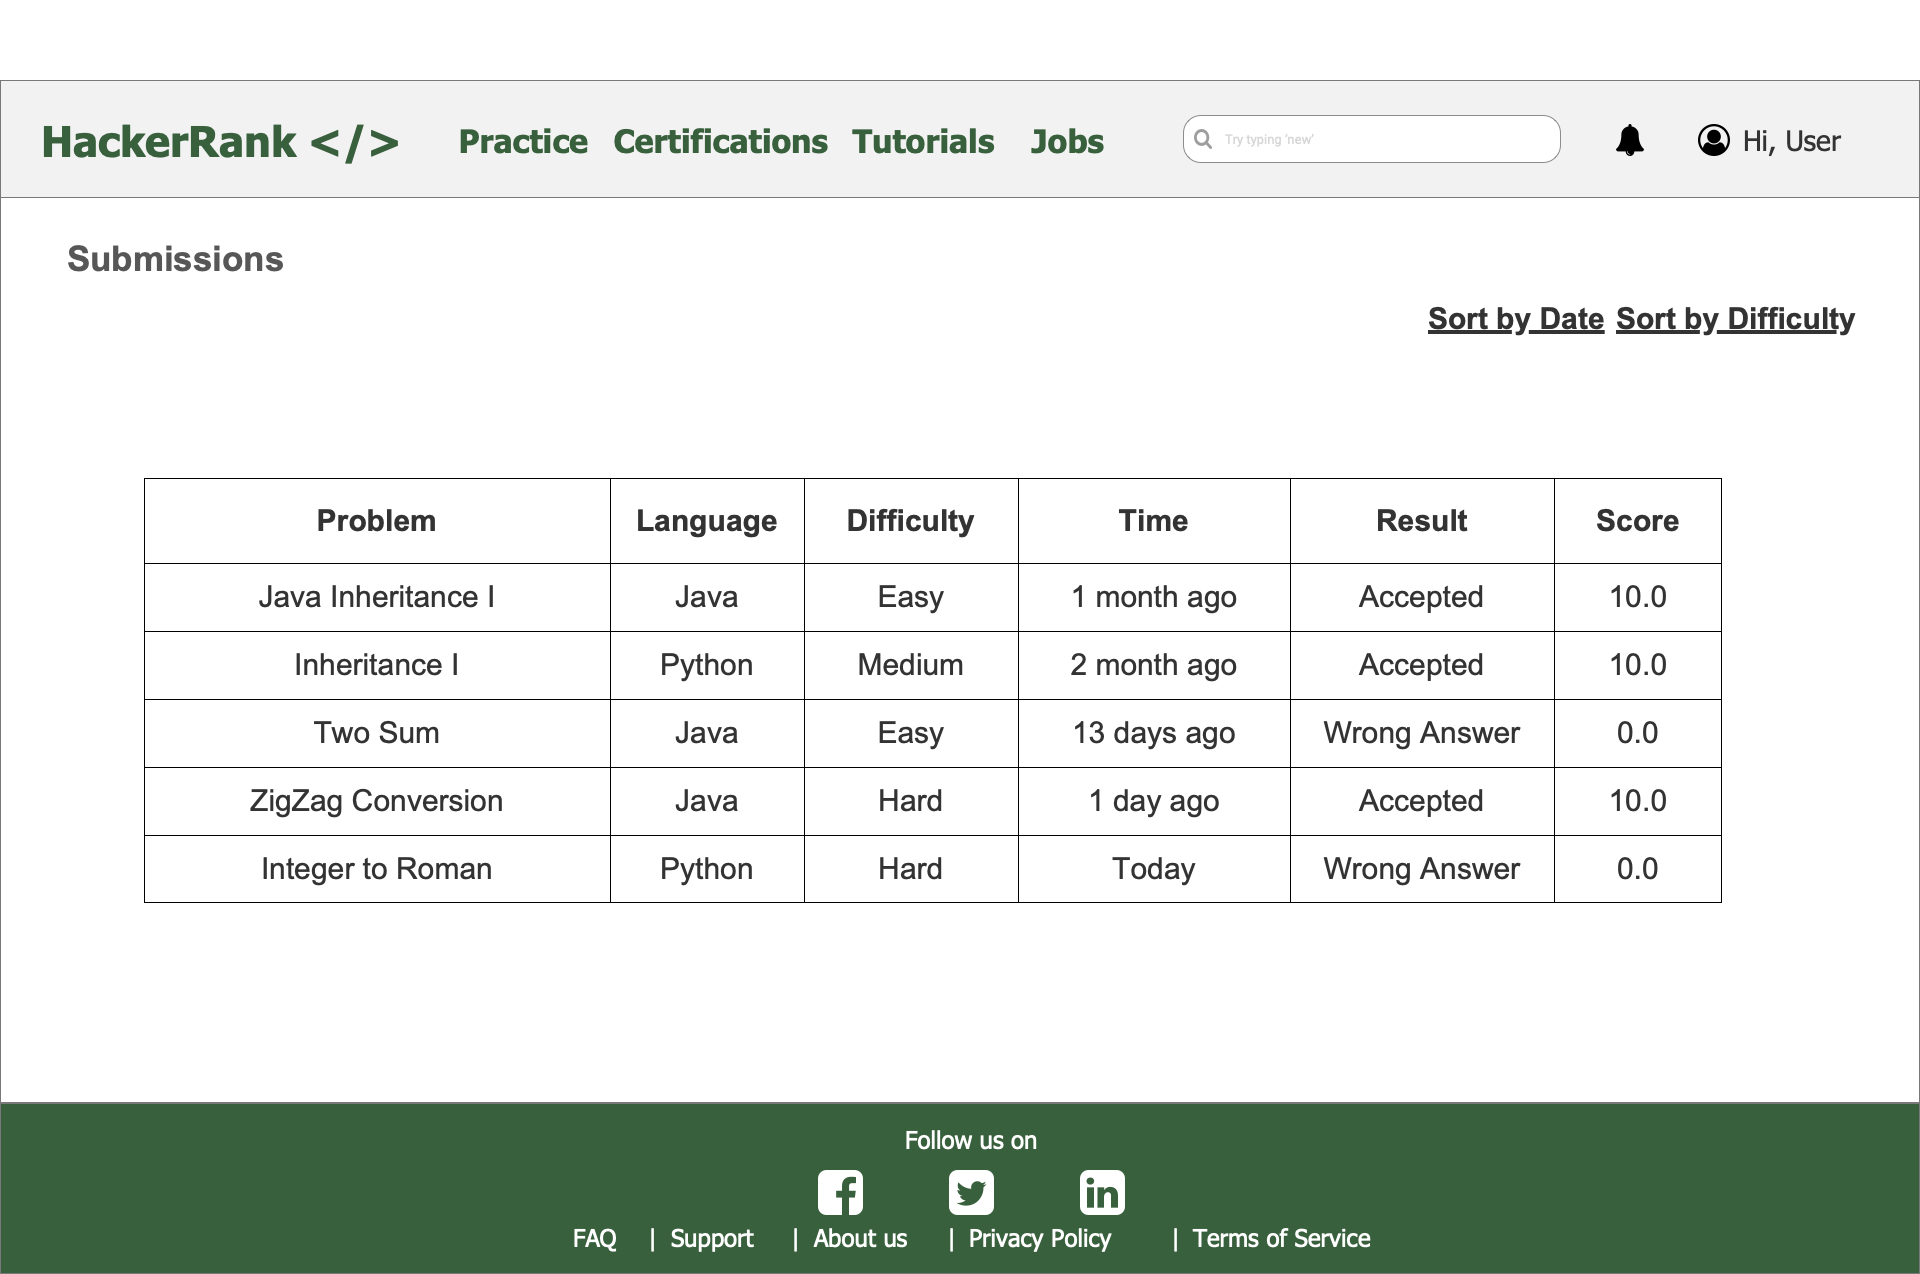 HackerRank </> Practice Certifications Tutorials Jobs Try typing 'new' Hi, User
Submissions
Sort by Date Sort by Difficulty
Problem Language Difficulty Time Result Score
Java Inheritance I Java Easy 1 month ago Accepted 10.0
Inheritance I Python Medium 2 month ago Accepted 10.0
Two Sum Java Easy 13 days ago Wrong Answer 0.0
ZigZag Conversion Java Hard 1 day ago Accepted 10.0
Integer to Roman Python Hard Today Wrong Answer 0.0
Follow us on
FAQ | Support | About us | Privacy Policy | Terms of Service